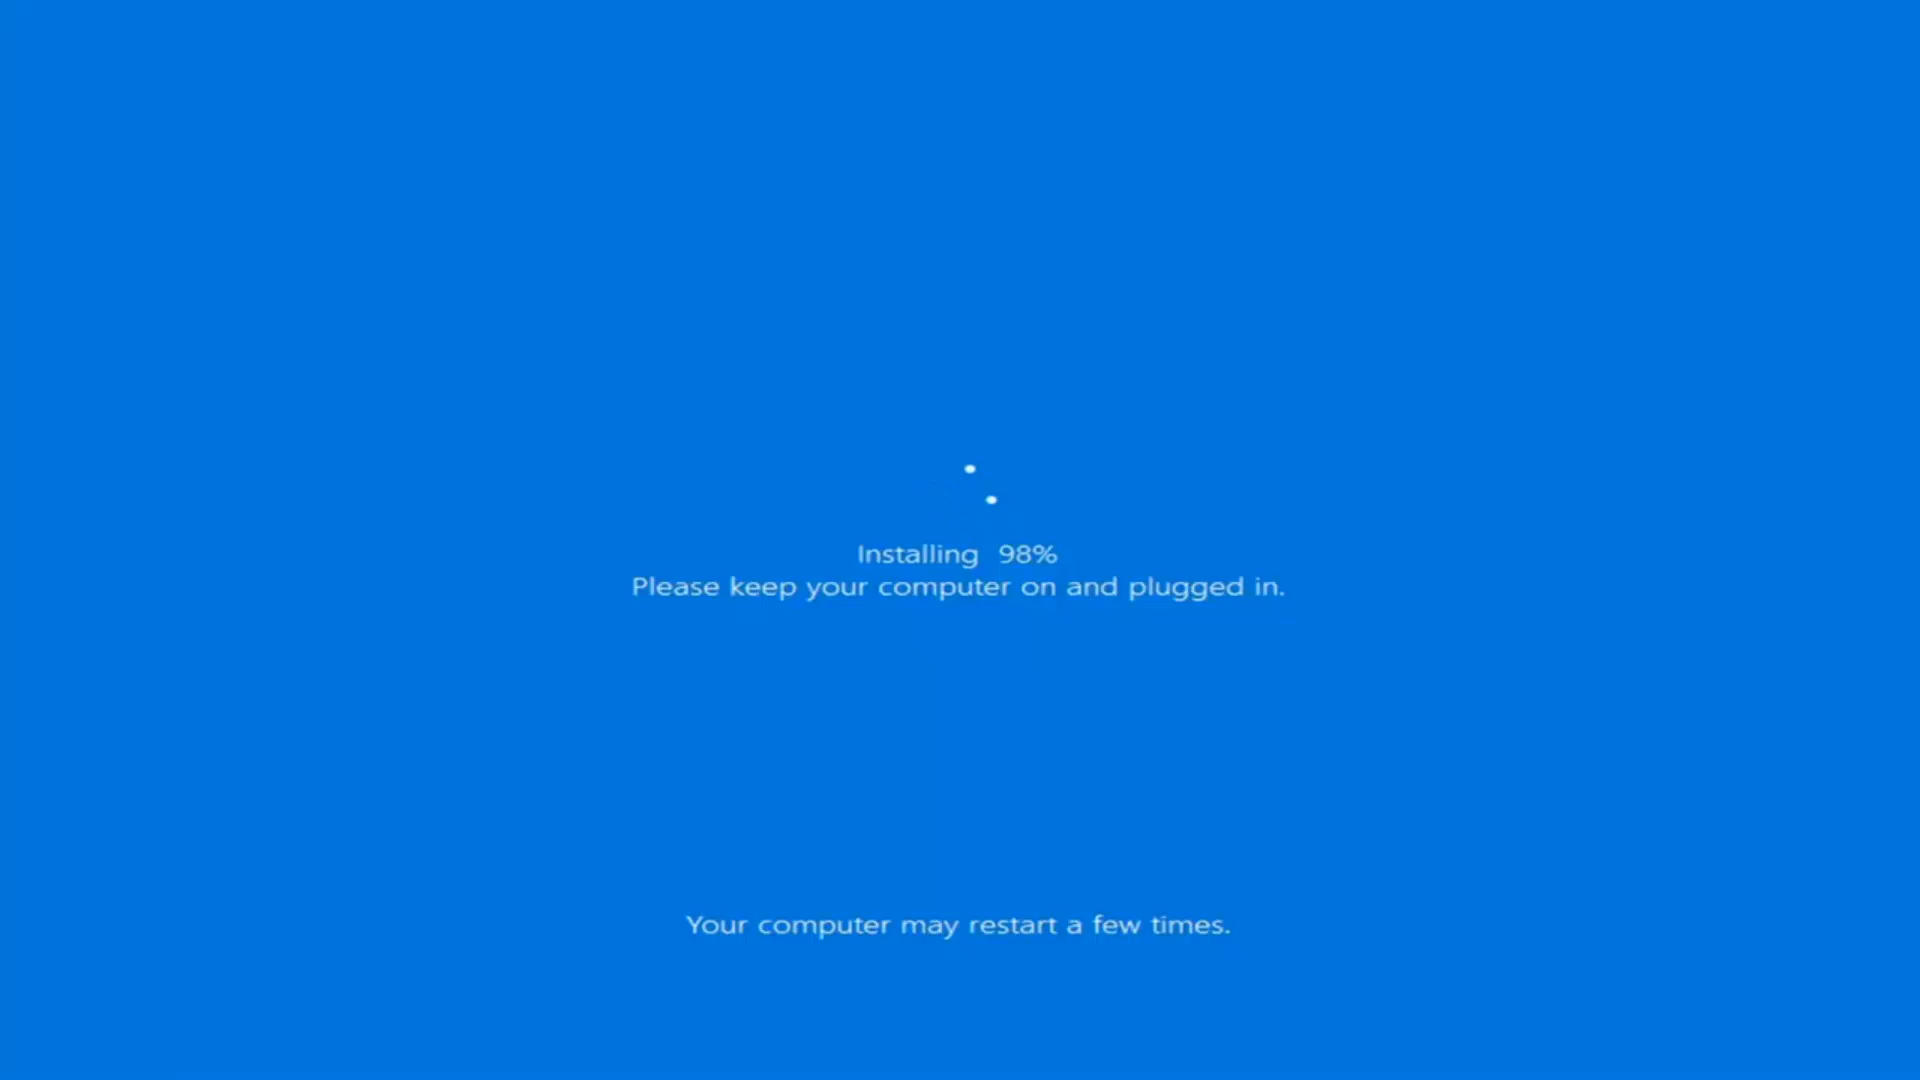 Installing 98%
Please keep your computer on and plugged in.
Your computer may restart a few times.